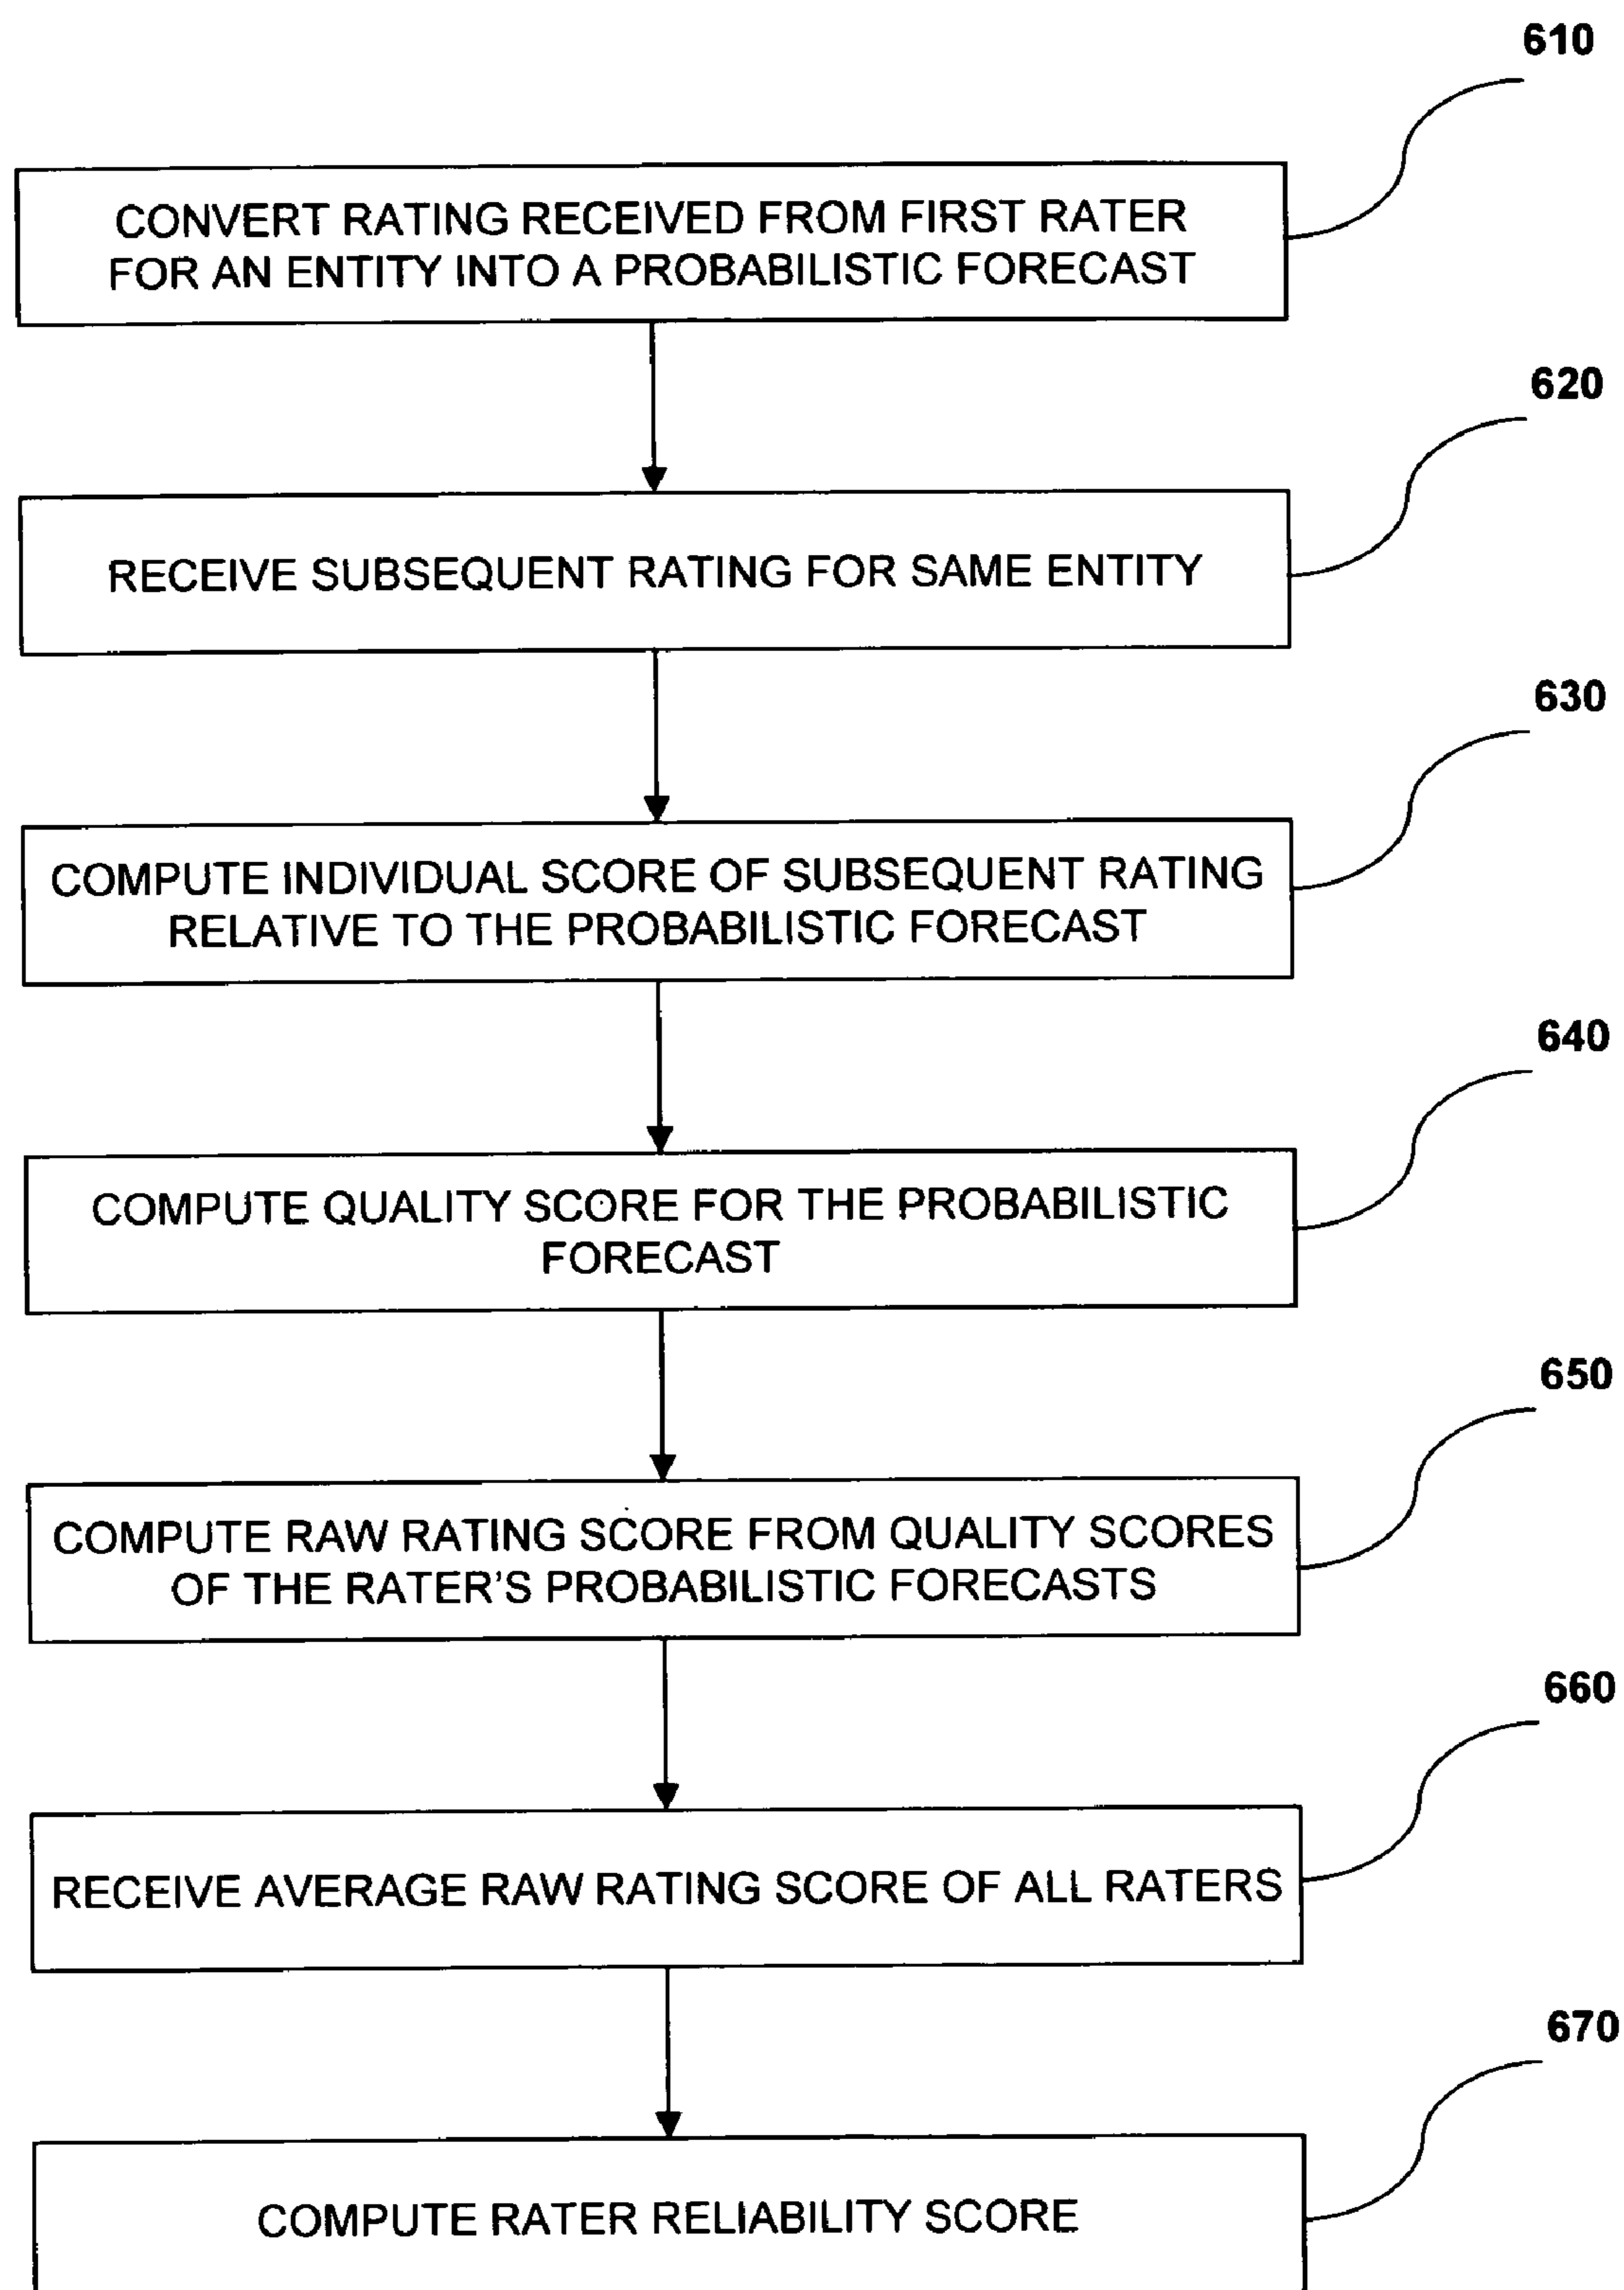 610
CONVERT RATING RECEIVED FROM FIRST RATER
FOR AN ENTITY INTO A PROBABILISTIC FORECAST
620
RECEIVE SUBSEQUENT RATING FOR SAME ENTITY
630
COMPUTE INDIVIDUAL SCORE OF SUBSEQUENT RATING
RELATIVE TO THE PROBABILISTIC FORECAST
640
COMPUTE QUALITY SCORE FOR THE PROBABILISTIC
FORECAST
650
COMPUTE RAW RATING SCORE FROM QUALITY SCORES
OF THE RATER'S PROBABILISTIC FORECASTS
660
RECEIVE AVERAGE RAW RATING SCORE OF ALL RATERS
670
COMPUTE RATER RELIABILITY SCORE